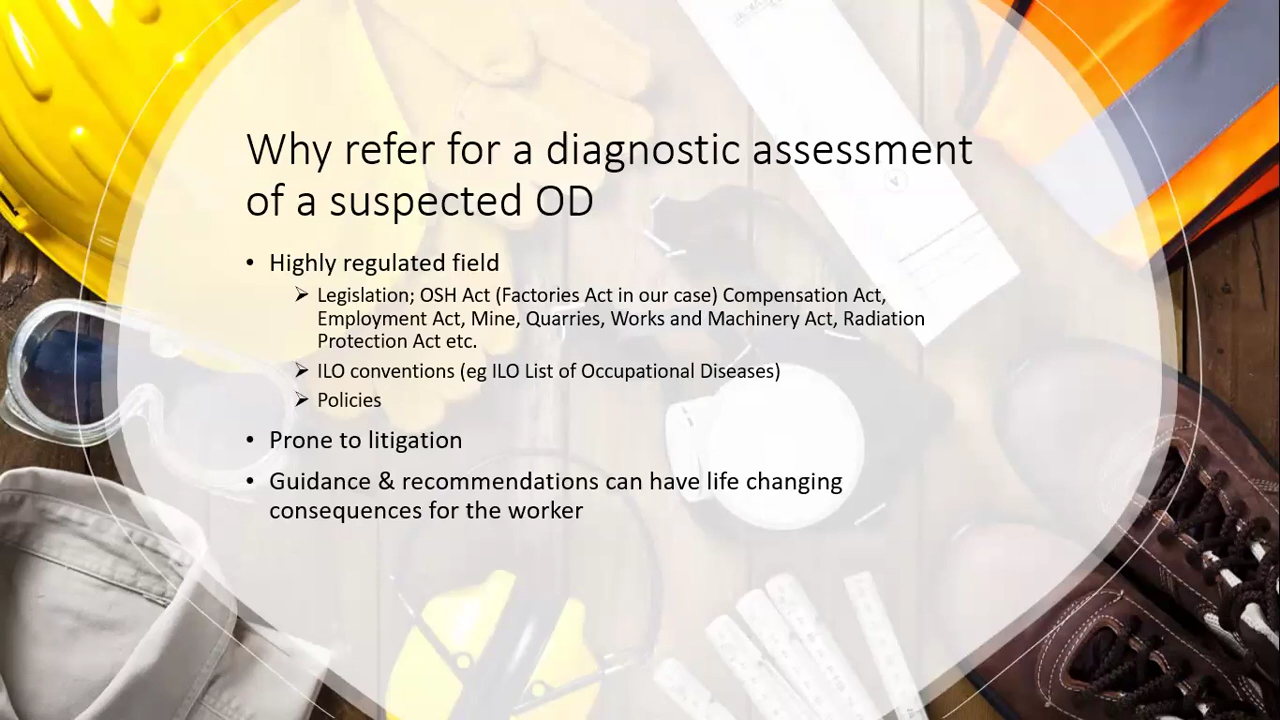 Why refer for a diagnostic assessment
of a suspected OD
• Highly regulated field
➢ Legislation; OSH Act (Factories Act in our case) Compensation Act,
Employment Act, Mine, Quarries, Works and Machinery Act, Radiation
Protection Act etc.
➢ ILO conventions (eg ILO List of Occupational Diseases)
➢ Policies
• Prone to litigation
• Guidance & recommendations can have life changing
consequences for the worker